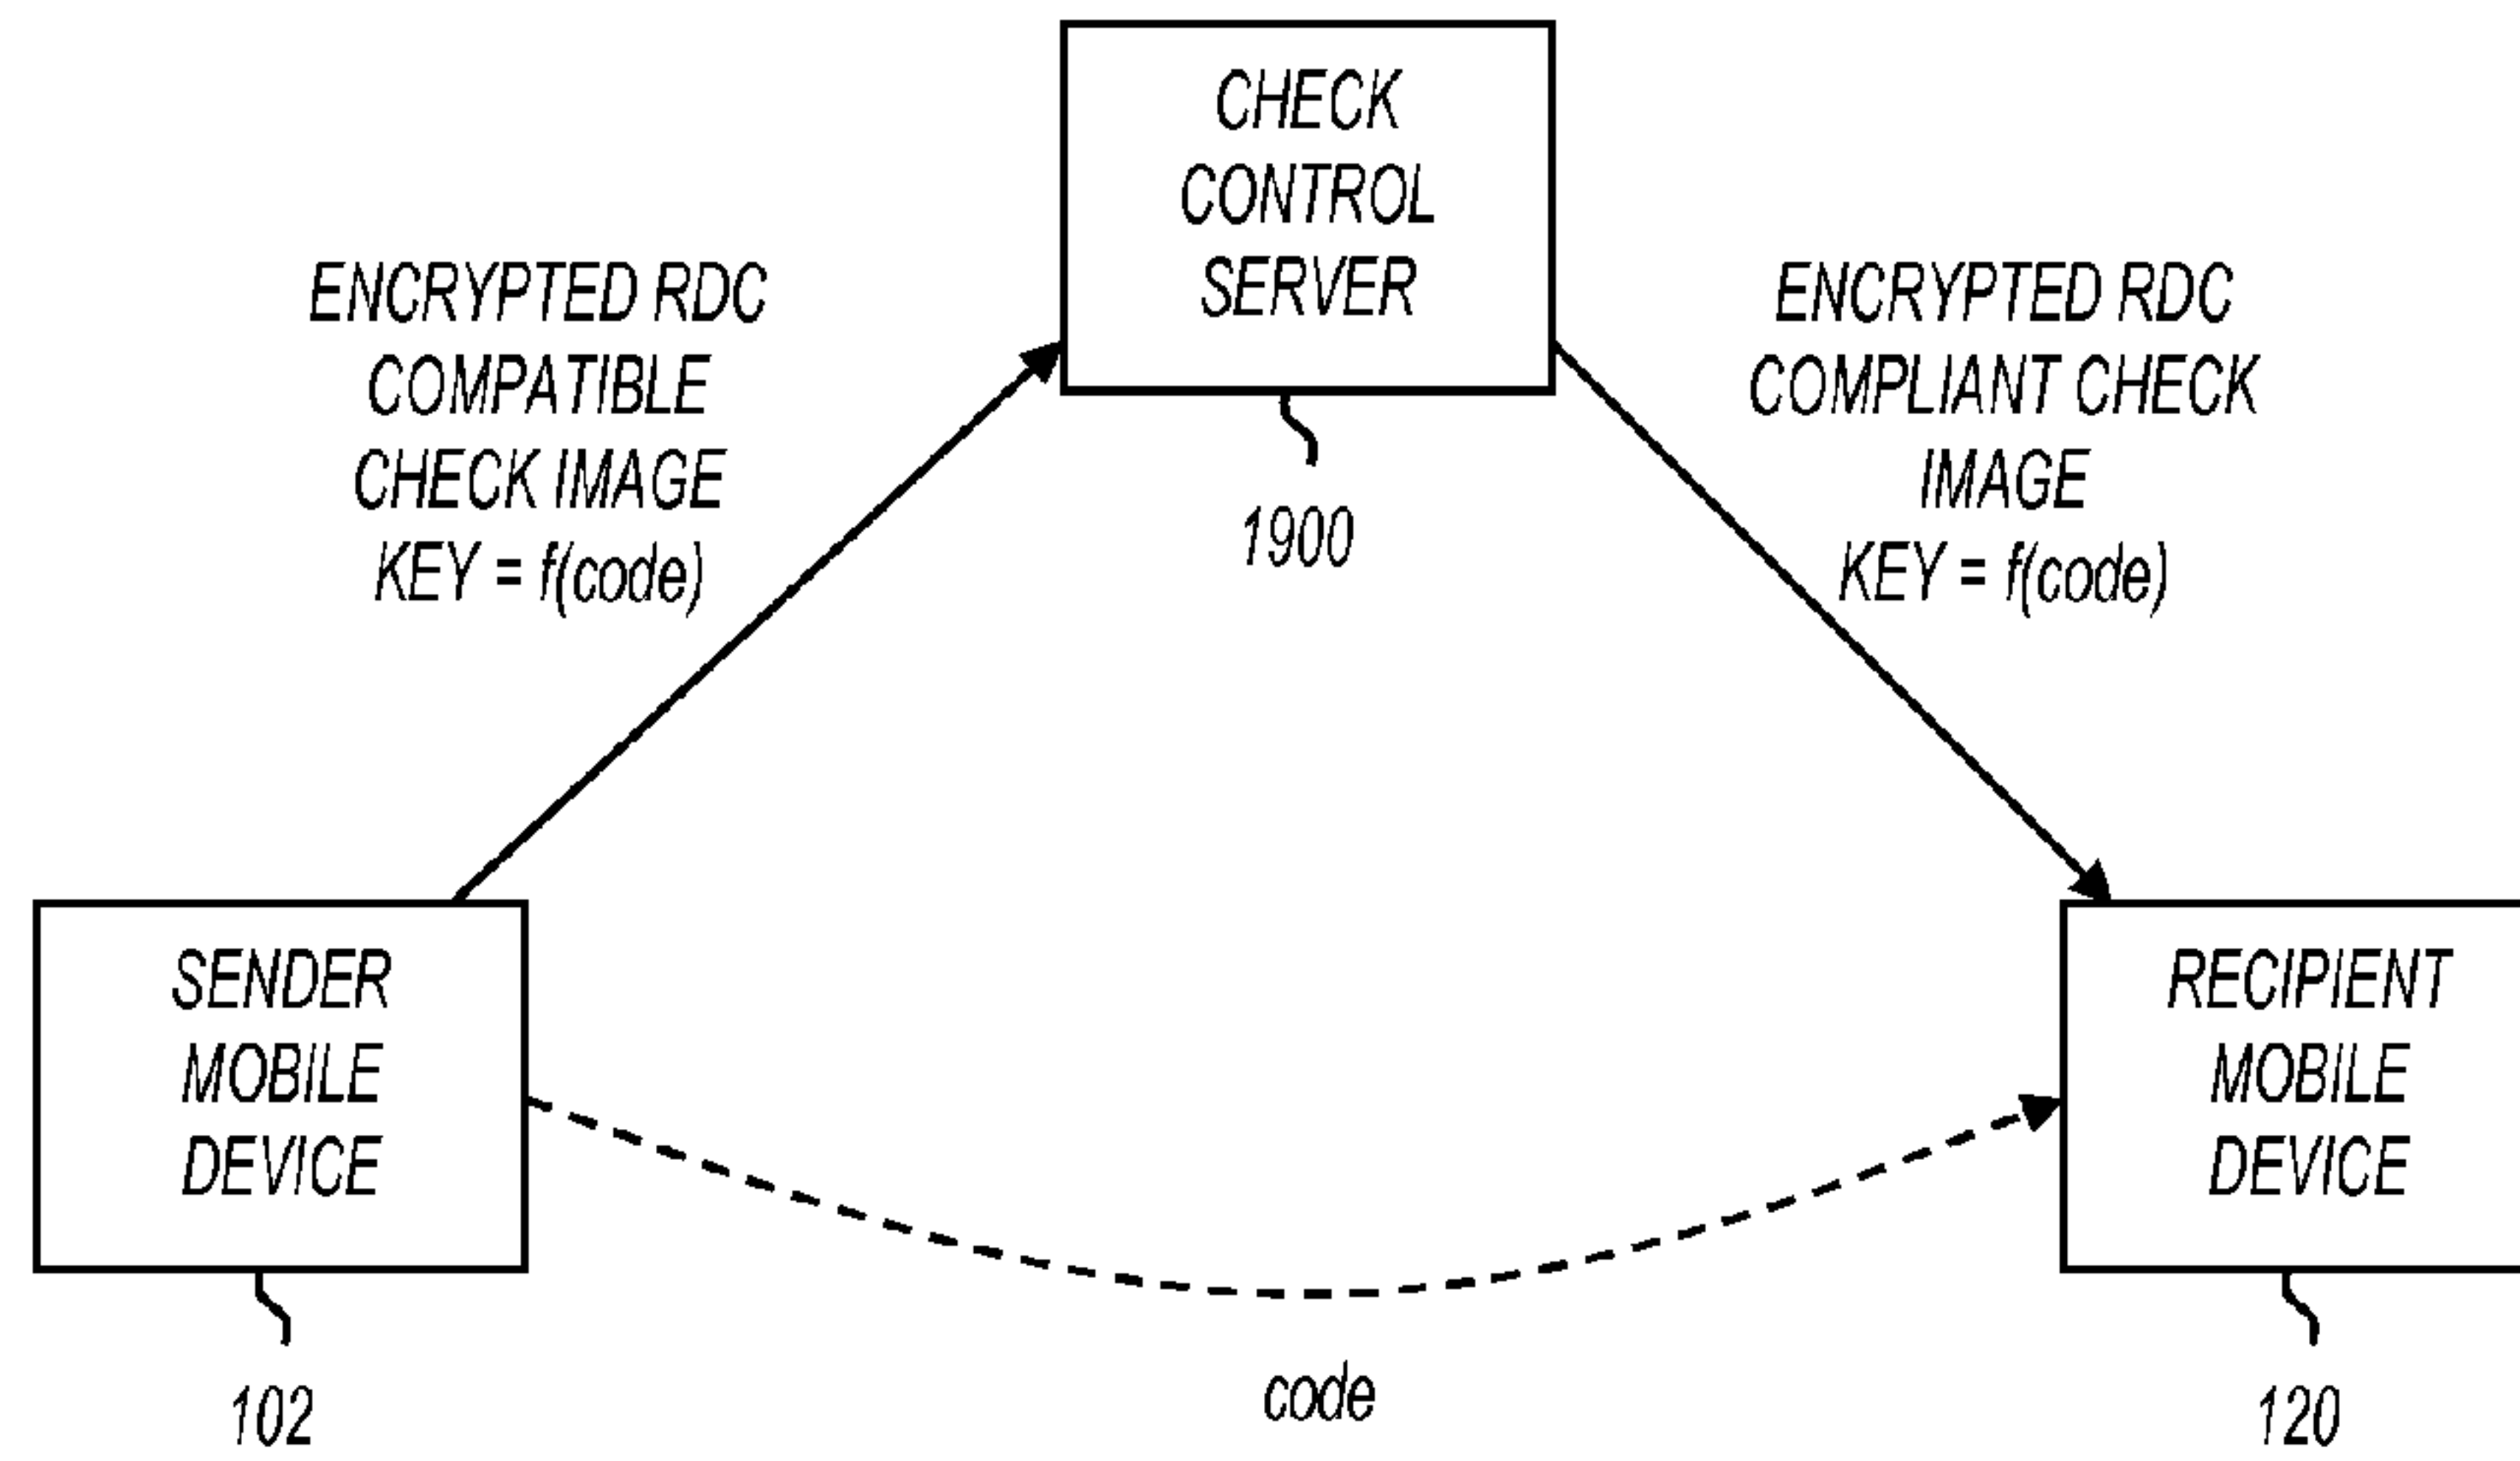 CHECK
CONTROL
SERVER
1900
ENCRYPTED RDC
COMPATIBLE
CHECK IMAGE
KEY = f(code)
ENCRYPTED RDC
COMPLIANT CHECK
IMAGE
KEY = f(code)
SENDER
MOBILE
DEVICE
102
code
RECIPIENT
MOBILE
DEVICE
120